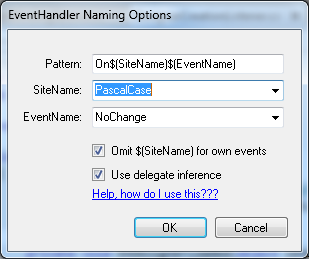 EventHandler Naming Options
Pattern: On$(SiteName)$(EventName)
SiteName: PascalCase
EventName: NoChange
Omit $(SiteName) for own events
Use delegate inference
Help, how do I use this???
OK Cancel